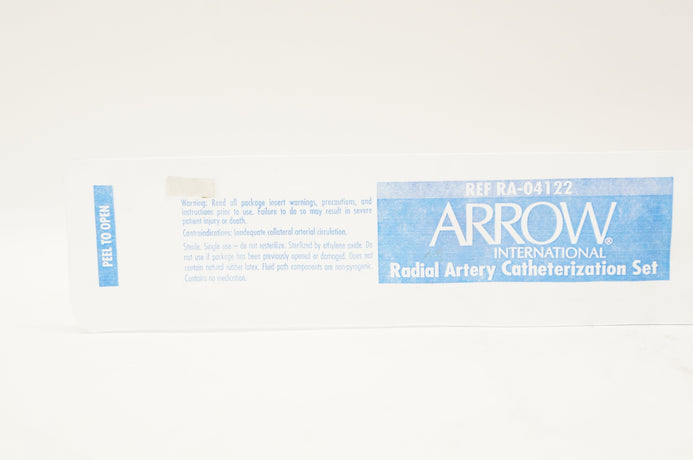 PEEL TO OPEN
Warning: Read all package insert warnings, precautions, and
instructions prior to use. Failure to do so may result in severe
patient injury or death.
Contraindications: Inadequate collateral arterial circulation.
Sterile. Single use – do not resterilize. Sterilized by ethylene oxide. Do
not use if package has been previously opened or damaged. Does not
contain natural rubber latex. Fluid path components are non-pyrogenic.
Contains no medication.
REF RA-04122
ARROW®
INTERNATIONAL
Radial Artery Catheterization Set